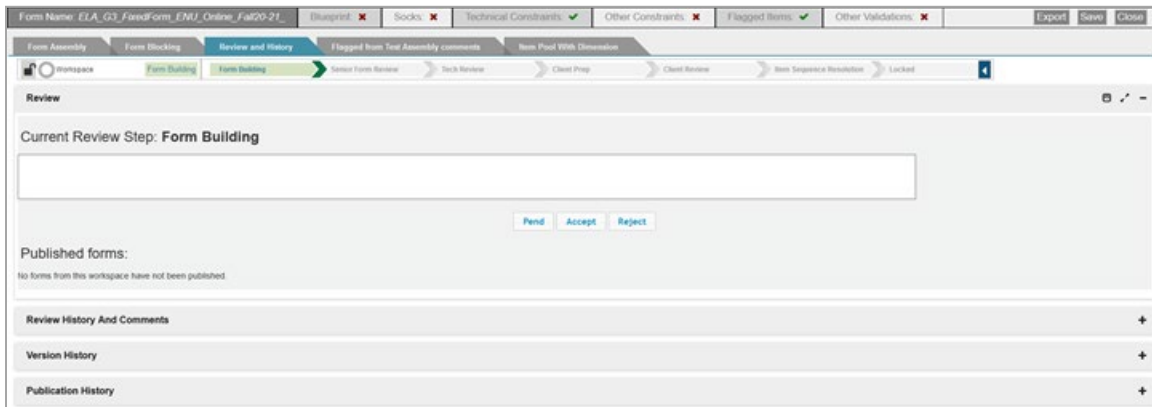 Form Name: ELA_G3_FixedForm_ENU_Online_Fall20-21_ Blueprint: ✖ Socks: ✖ Technical Constraints: ✔ Other Constraints: ✖ Flagged Items: ✔ Other Validations: ✖ Export Save Close
Form Assembly Form Blocking Review and History Flagged from Test Assembly comments Item Pool With Dimension
Workspace Form Building Form Building Senior Form Review Tech Review Client Prep Client Review Item Sequence Resolution Locked
Review
Current Review Step: Form Building
Pend Accept Reject
Published forms:
No forms from this workspace have not been published.
Review History And Comments
Version History
Publication History